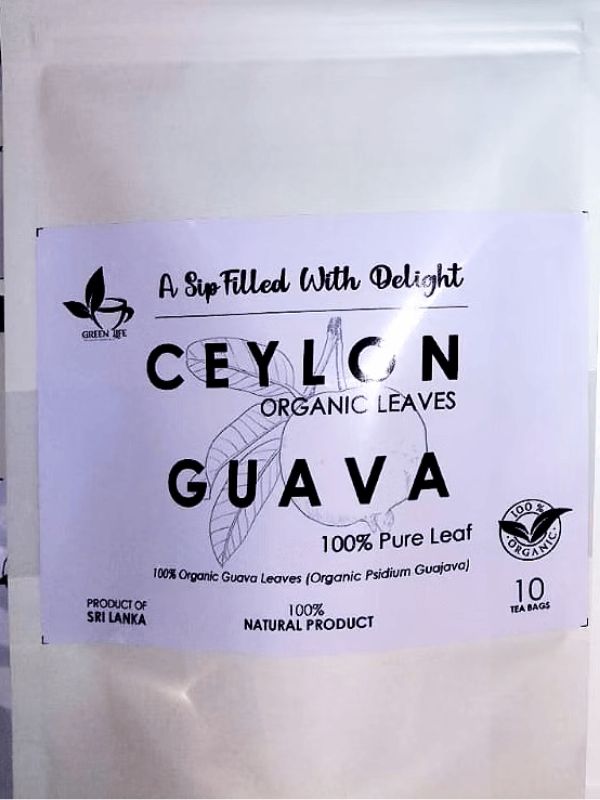 A Sip Filled With Delight
GREEN LIFE
CEYLON
ORGANIC LEAVES
GUAVA
100% Pure Leaf
100% Organic Guava Leaves (Organic Psidium Guajava)
100%
ORGANIC
10
TEA BAGS
PRODUCT OF
SRI LANKA
100%
NATURAL PRODUCT